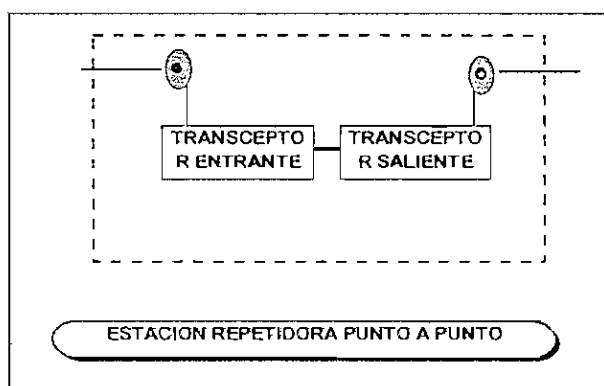 TRANSCEPTO
R ENTRANTE
TRANSCEPTO
R SALIENTE
ESTACION REPETIDORA PUNTO A PUNTO